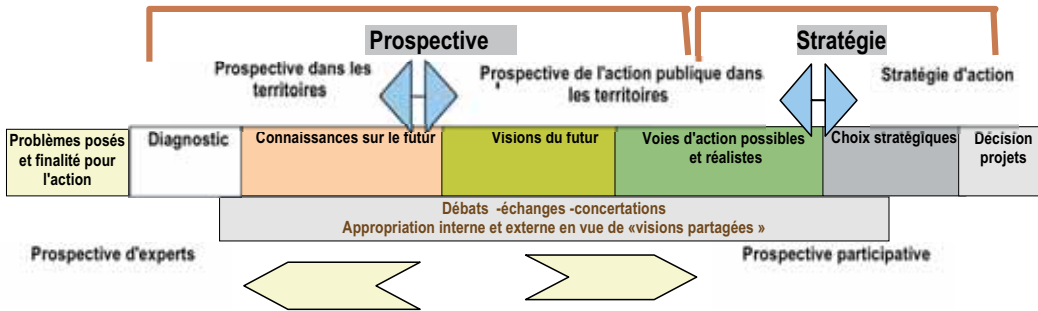 Prospective
Stratégie
Prospective dans les
territoires
Prospective de l'action publique dans
les territoires
Stratégie d'action
Problèmes posés
et finalité pour
l'action
Diagnostic
Connaissances sur le futur
Visions du futur
Voies d'action possibles
et réalistes
Choix stratégiques
Décision
projets
Débats -échanges -concertations
Appropriation interne et externe en vue de «visions partagées »
Prospective d'experts
Prospective participative